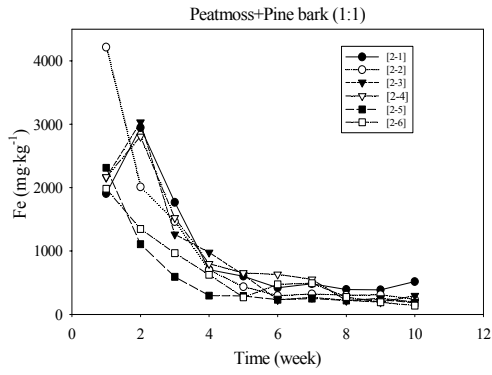 Peatmoss+Pine bark (1:1)
Fe (mg·kg⁻¹)
4000
3000
2000
1000
0
[2-1]
[2-2]
[2-3]
[2-4]
[2-5]
[2-6]
0 2 4 6 8 10 12
Time (week)